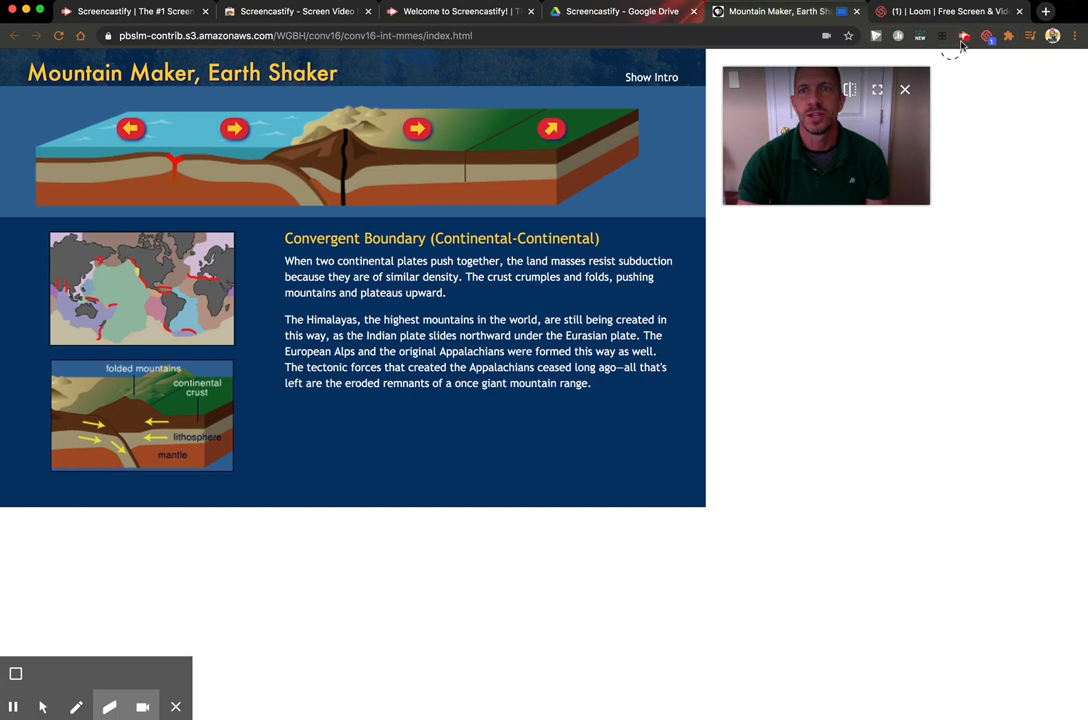 Screencastify | The #1 Screen
Screencastify - Screen Video
Welcome to Screencastify! | T
Screencastify - Google Drive
Mountain Maker, Earth Sh
(1) | Loom | Free Screen & Vid
pbslm-contrib.s3.amazonaws.com/WGBH/conv16/conv16-int-mmes/index.html
NEW
1
Mountain Maker, Earth Shaker
Show Intro
Convergent Boundary (Continental-Continental)
When two continental plates push together, the land masses resist subduction
because they are of similar density. The crust crumples and folds, pushing
mountains and plateaus upward.
The Himalayas, the highest mountains in the world, are still being created in
this way, as the Indian plate slides northward under the Eurasian plate. The
European Alps and the original Appalachians were formed this way as well.
The tectonic forces that created the Appalachians ceased long ago—all that's
left are the eroded remnants of a once giant mountain range.
folded mountains
continental
crust
lithosphere
mantle